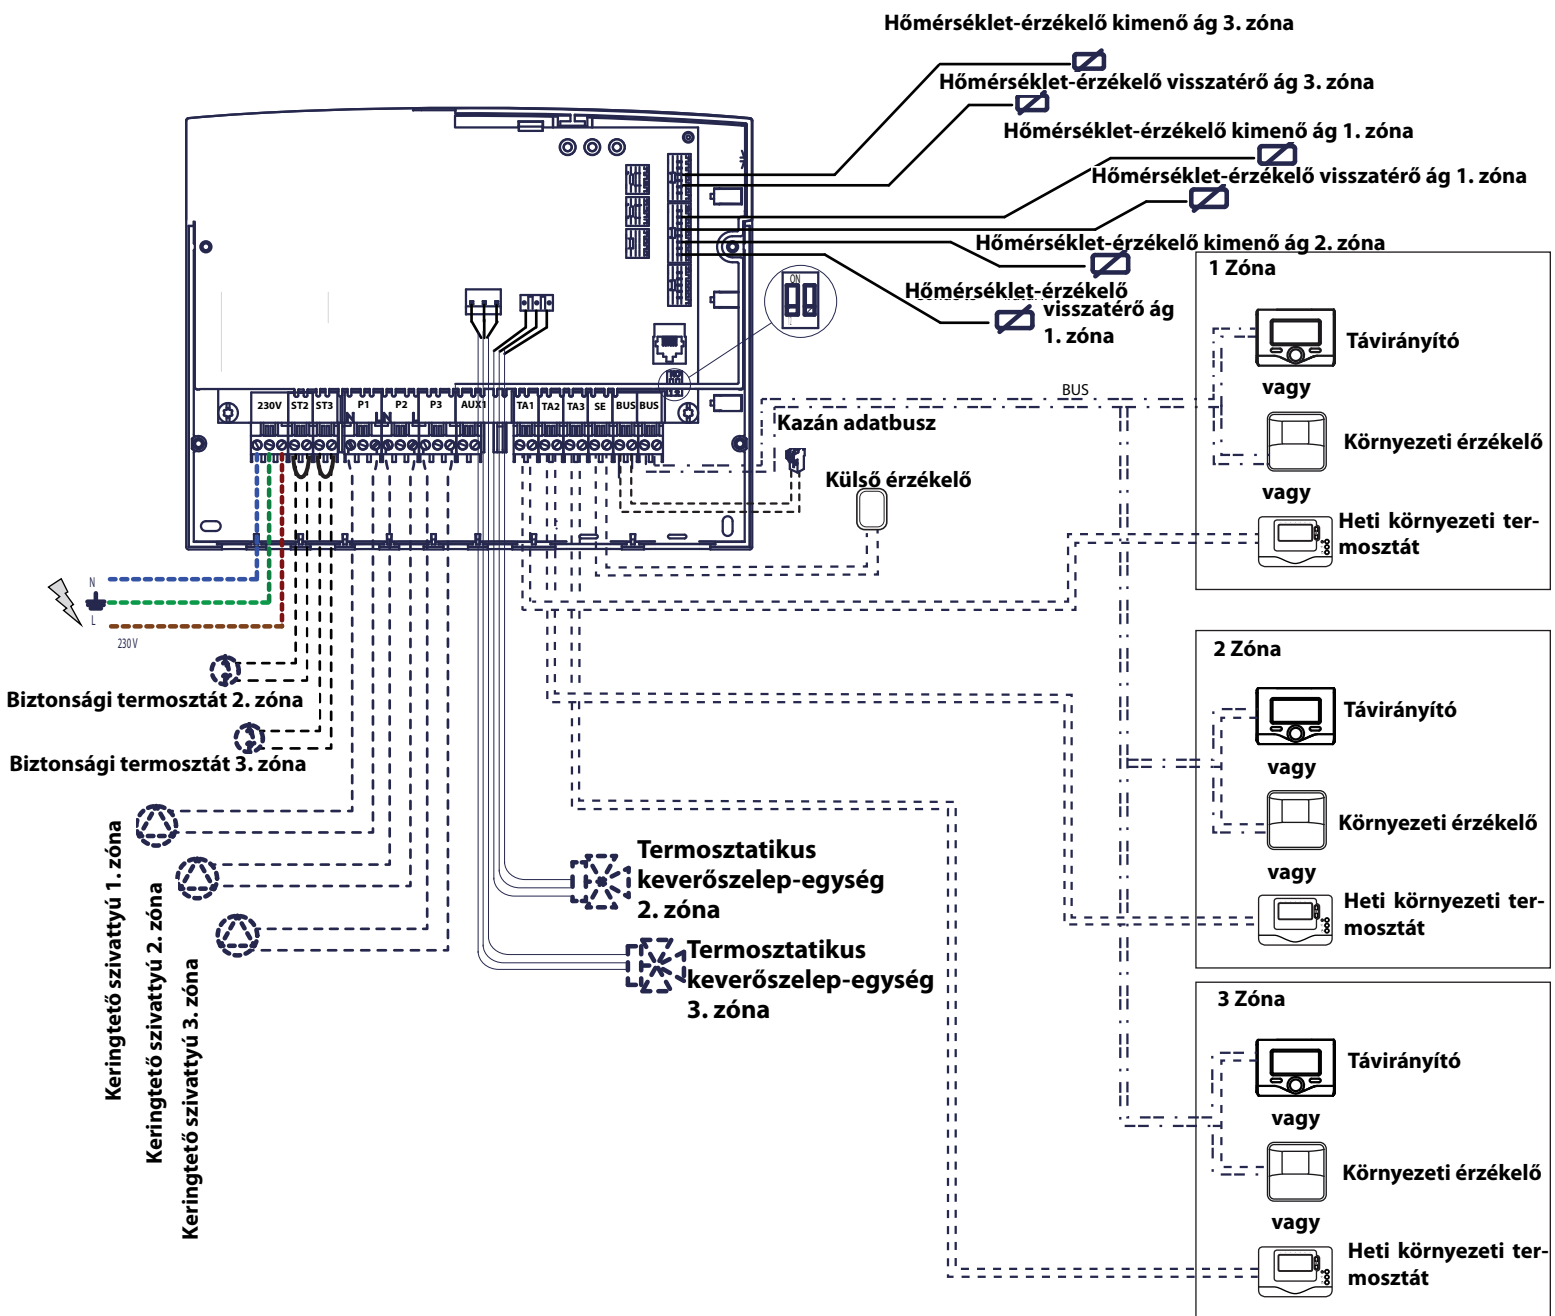 Hőmérséklet-érzékelő kimenő ág 3. zóna
Hőmérséklet-érzékelő visszatérő ág 3. zóna
Hőmérséklet-érzékelő kimenő ág 1. zóna
Hőmérséklet-érzékelő visszatérő ág 1. zóna
Hőmérséklet-érzékelő kimenő ág 2. zóna
Hőmérséklet-érzékelő
visszatérő ág
1. zóna
ON
230V ST2 ST3 P1 P2 P3 AUX1 TA1 TA2 TA3 SE BUS BUS
N LN L
BUS
Kazán adatbusz
Külső érzékelő
N
L
230 V
Biztonsági termosztát 2. zóna
Biztonsági termosztát 3. zóna
Keringtető szivattyú 1. zóna
Keringtető szivattyú 2. zóna
Keringtető szivattyú 3. zóna
Termosztatikus
keverőszelep-egység
2. zóna
Termosztatikus
keverőszelep-egység
3. zóna
1 Zóna
Távirányító
vagy
Környezeti érzékelő
vagy
Heti környezeti ter-
mosztát
2 Zóna
Távirányító
vagy
Környezeti érzékelő
vagy
Heti környezeti ter-
mosztát
3 Zóna
Távirányító
vagy
Környezeti érzékelő
vagy
Heti környezeti ter-
mosztát